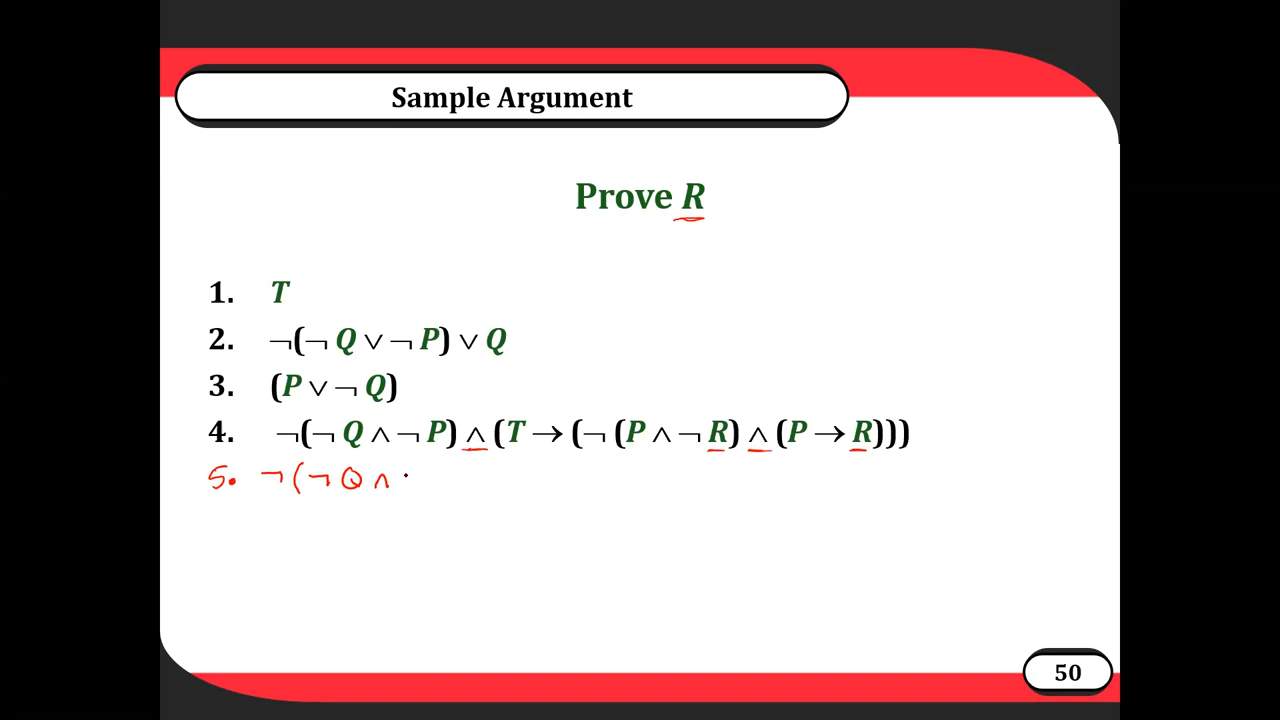 Sample Argument
Prove R
1. T
2. ¬(¬ Q ∨ ¬ P) ∨ Q
3. (P ∨ ¬ Q)
4. ¬(¬ Q ∧ ¬ P) ∧ (T → (¬ (P ∧ ¬ R) ∧ (P → R)))
5. ¬(¬ Q ∧
50